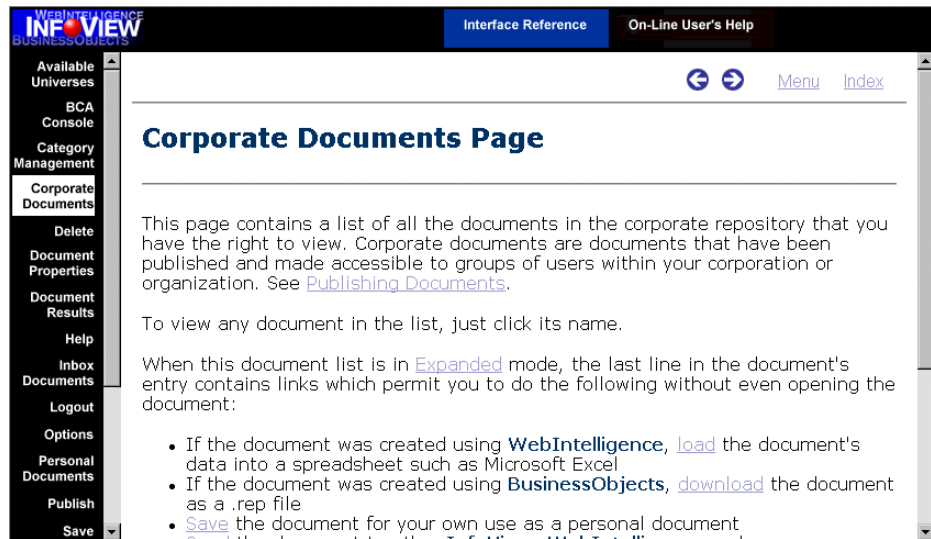 WEBINTELLIGENCE
INFOVIEW
BUSINESSOBJECTS
Interface Reference
On-Line User's Help
Available
Universes
BCA
Console
Category
Management
Corporate
Documents
Delete
Document
Properties
Document
Results
Help
Inbox
Documents
Logout
Options
Personal
Documents
Publish
Save
Menu Index
Corporate Documents Page
This page contains a list of all the documents in the corporate repository that you
have the right to view. Corporate documents are documents that have been
published and made accessible to groups of users within your corporation or
organization. See Publishing Documents.
To view any document in the list, just click its name.
When this document list is in Expanded mode, the last line in the document's
entry contains links which permit you to do the following without even opening the
document:
• If the document was created using WebIntelligence, load the document's
data into a spreadsheet such as Microsoft Excel
• If the document was created using BusinessObjects, download the document
as a .rep file
• Save the document for your own use as a personal document